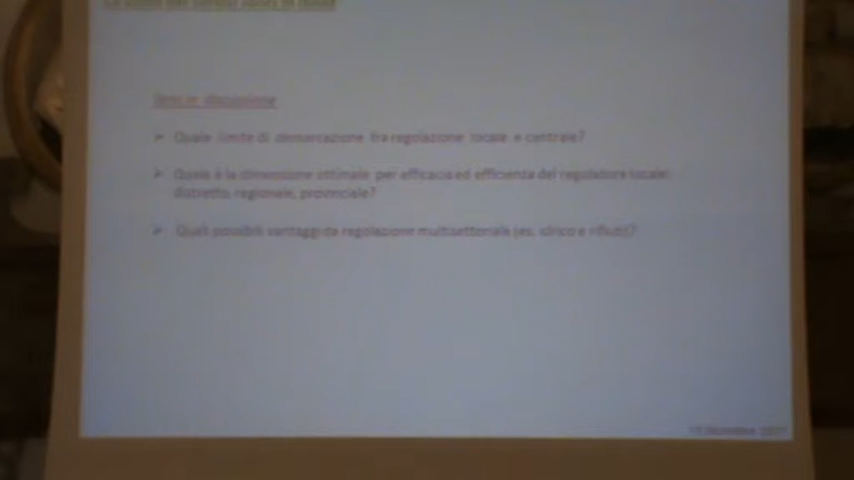 Temi in discussione
➢ Quale limite di demarcazione fra regolazione locale e centrale?
➢ Quale è la dimensione ottimale per efficacia ed efficienza del regolatore locale:
distretto, regionale, provinciale?
➢ Quali possibili vantaggi da regolazione multisettoriale (es. idrico e rifiuti)?